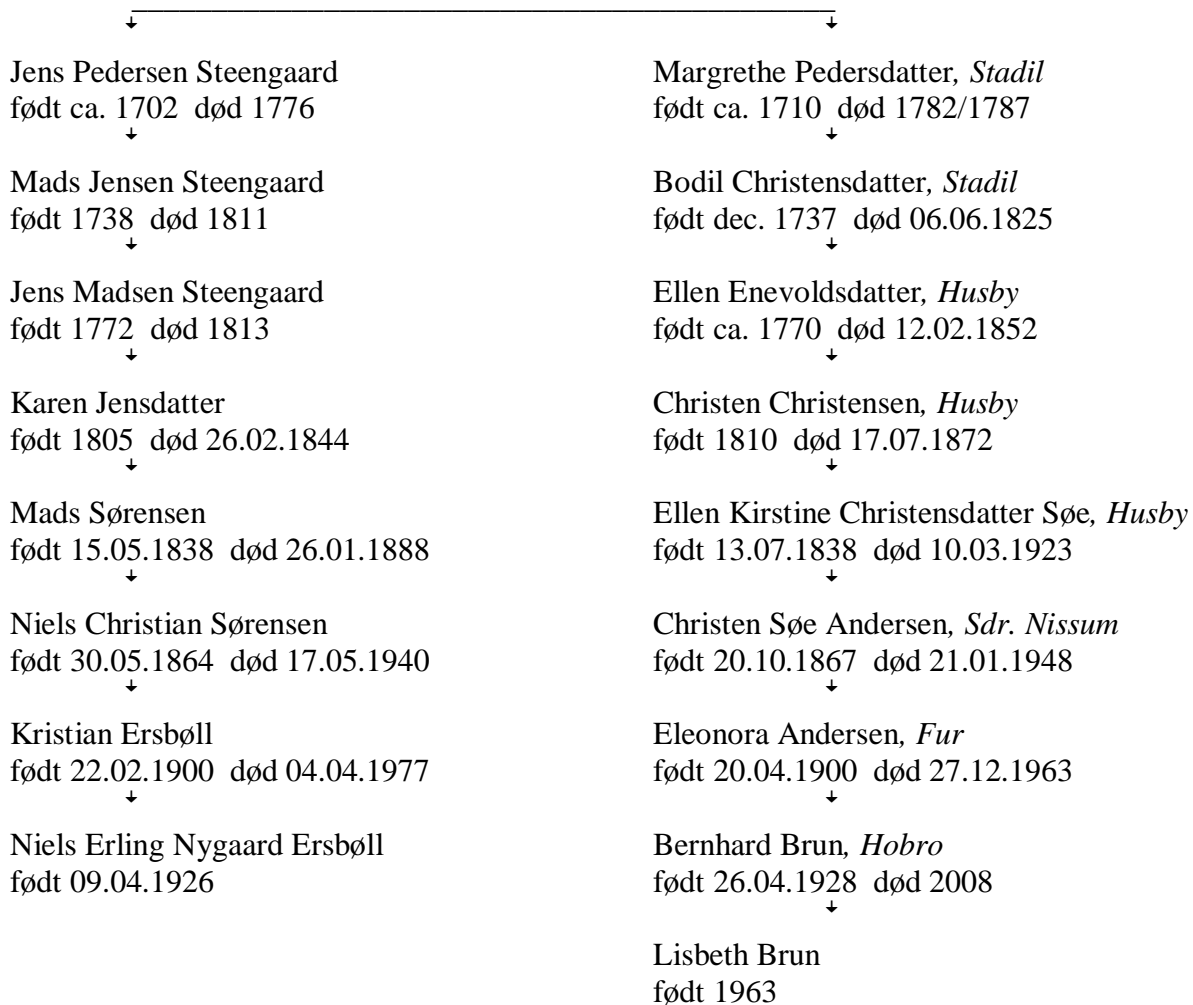 Jens Pedersen Steengaard
født ca. 1702 død 1776
Mads Jensen Steengaard
født 1738 død 1811
Jens Madsen Steengaard
født 1772 død 1813
Karen Jensdatter
født 1805 død 26.02.1844
Mads Sørensen
født 15.05.1838 død 26.01.1888
Niels Christian Sørensen
født 30.05.1864 død 17.05.1940
Kristian Ersbøll
født 22.02.1900 død 04.04.1977
Niels Erling Nygaard Ersbøll
født 09.04.1926
Margrethe Pedersdatter, Stadil
født ca. 1710 død 1782/1787
Bodil Christensdatter, Stadil
født dec. 1737 død 06.06.1825
Ellen Enevoldsdatter, Husby
født ca. 1770 død 12.02.1852
Christen Christensen, Husby
født 1810 død 17.07.1872
Ellen Kirstine Christensdatter Søe, Husby
født 13.07.1838 død 10.03.1923
Christen Søe Andersen, Sdr. Nissum
født 20.10.1867 død 21.01.1948
Eleonora Andersen, Fur
født 20.04.1900 død 27.12.1963
Bernhard Brun, Hobro
født 26.04.1928 død 2008
Lisbeth Brun
født 1963